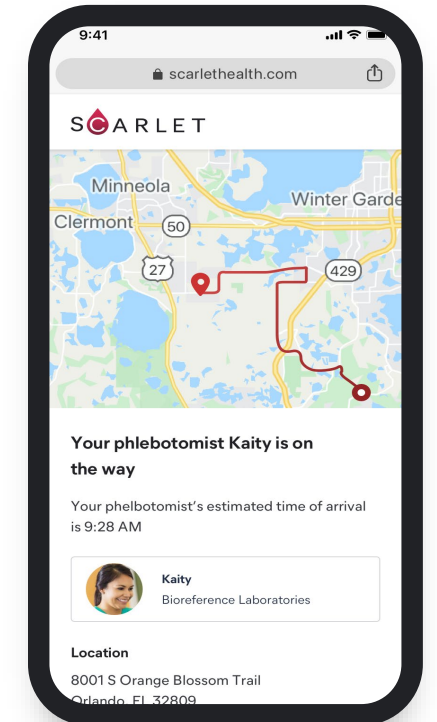 9:41
scarlethealth.com
SCARLET
Minneola
Winter Garde
Clermont
50
27
429
Your phlebotomist Kaity is on
the way
Your phelbotomist's estimated time of arrival
is 9:28 AM
Kaity
Bioreference Laboratories
Location
8001 S Orange Blossom Trail
Orlando, FL 32809